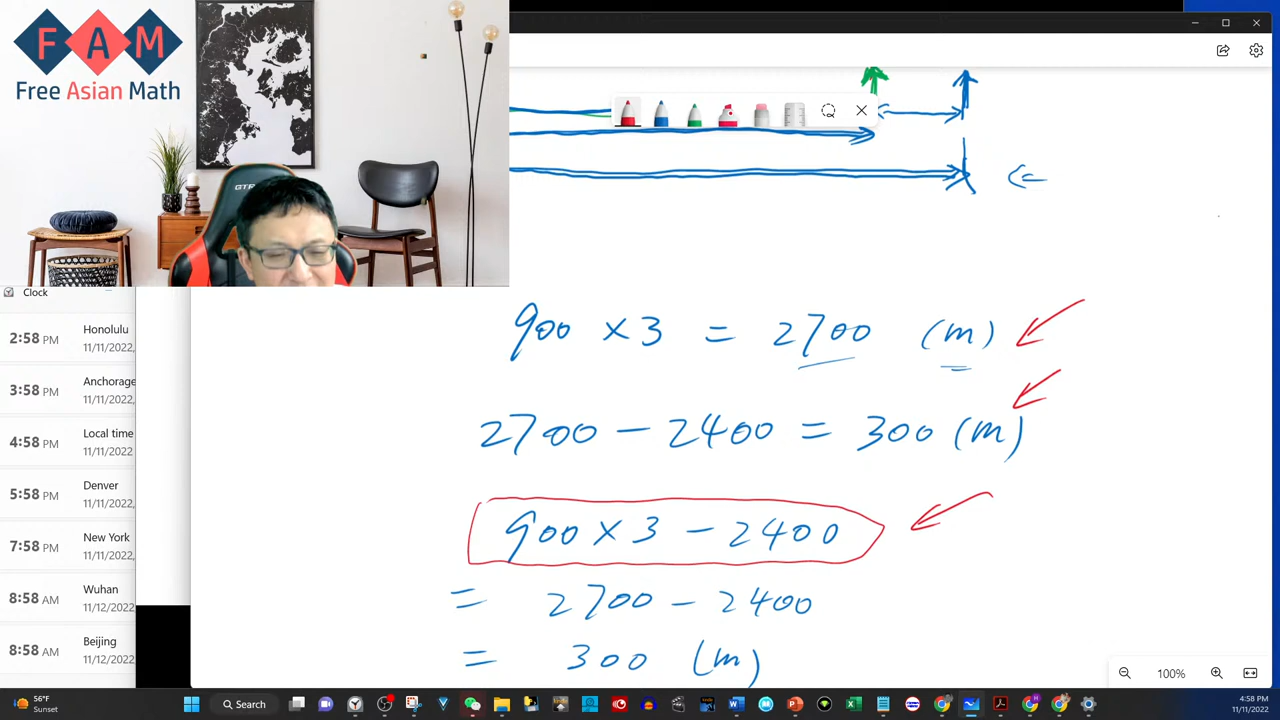 F A M
Free Asian Math
Clock
2:58 PM Honolulu
11/11/2022,
3:58 PM Anchorage
11/11/2022,
4:58 PM Local time
11/11/2022,
5:58 PM Denver
11/11/2022,
7:58 PM New York
11/11/2022,
8:58 AM Wuhan
11/12/2022,
8:58 AM Beijing
11/12/2022,
900 × 3 = 2700 (m)
2700 - 2400 = 300 (m)
900 × 3 - 2400
= 2700 - 2400
= 300 (m)
100%
56°F
Sunset
Search
4:58 PM
11/11/2022